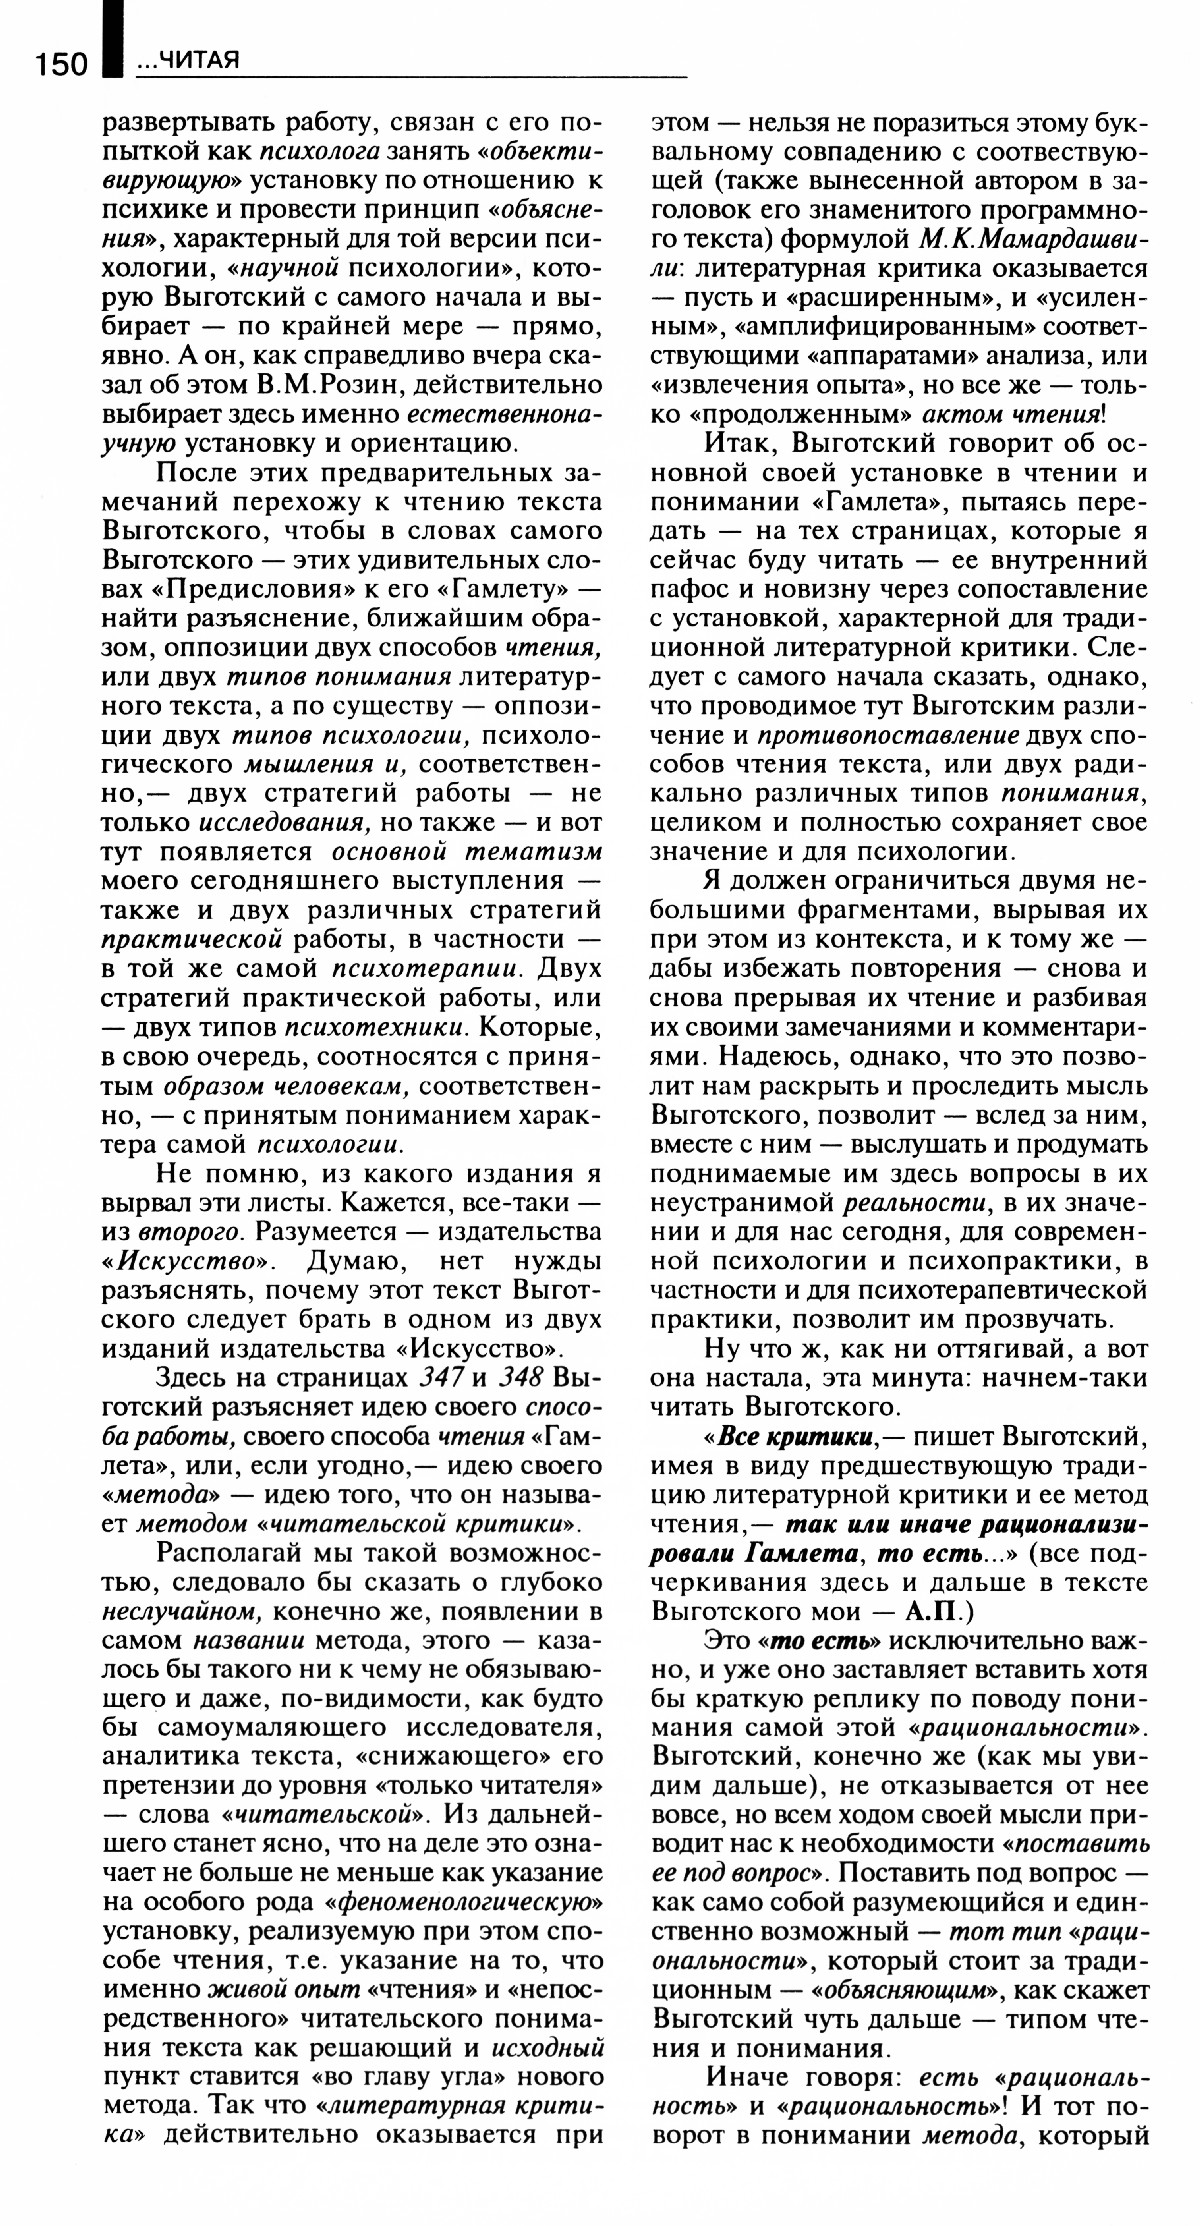 150
...ЧИТАЯ
развертывать работу, связан с его по-
пыткой как психолога занять «объекти-
вирующую» установку по отношению к
психике и провести принцип «объясне-
ния», характерный для той версии пси-
хологии, «научной психологии», кото-
рую Выготский с самого начала и вы-
бирает — по крайней мере — прямо,
явно. А он, как справедливо вчера ска-
зал об этом В.М.Розин, действительно
выбирает здесь именно естественнона-
учную установку и ориентацию.
После этих предварительных за-
мечаний перехожу к чтению текста
Выготского, чтобы в словах самого
Выготского — этих удивительных сло-
вах «Предисловия» к его «Гамлету» —
найти разъяснение, ближайшим обра-
зом, оппозиции двух способов чтения,
или двух типов понимания литератур-
ного текста, а по существу — оппози-
ции двух типов психологии, психоло-
гического мышления и, соответствен-
но,— двух стратегий работы — не
только исследования, но также — и вот
тут появляется основной тематизм
моего сегодняшнего выступления —
также и двух различных стратегий
практической работы, в частности —
в той же самой психотерапии. Двух
стратегий практической работы, или
— двух типов психотехники. Которые,
в свою очередь, соотносятся с приня-
тым образом человекам, соответствен-
но, — с принятым пониманием харак-
тера самой психологии.
Не помню, из какого издания я
вырвал эти листы. Кажется, все-таки —
из второго. Разумеется — издательства
«Искусство». Думаю, нет нужды
разъяснять, почему этот текст Выгот-
ского следует брать в одном из двух
изданий издательства «Искусство».
Здесь на страницах 347 и 348 Вы-
готский разъясняет идею своего спосо-
ба работы, своего способа чтения «Гам-
лета», или, если угодно,— идею своего
«метода» — идею того, что он называ-
ет методом «читательской критики».
Располагай мы такой возможнос-
тью, следовало бы сказать о глубоко
неслучайном, конечно же, появлении в
самом названии метода, этого — каза-
лось бы такого ни к чему не обязываю-
щего и даже, по-видимости, как будто
бы самоумаляющего исследователя,
аналитика текста, «снижающего» его
претензии до уровня «только читателя»
— слова «читательской». Из дальней-
шего станет ясно, что на деле это озна-
чает не больше не меньше как указание
на особого рода «феноменологическую»
установку, реализуемую при этом спо-
собе чтения, т.е. указание на то, что
именно живой опыт «чтения» и «непос-
редственного» читательского понима-
ния текста как решающий и исходный
пункт ставится «во главу угла» нового
метода. Так что «литературная крити-
ка» действительно оказывается при
этом — нельзя не поразиться этому бук-
вальному совпадению с соотвествую-
щей (также вынесенной автором в за-
головок его знаменитого программно-
го текста) формулой М.К.Мамардашви-
ли: литературная критика оказывается
— пусть и «расширенным», и «усилен-
ным», «амплифицированным» соответ-
ствующими «аппаратами» анализа, или
«извлечения опыта», но все же — толь-
ко «продолженным» актом чтения!
Итак, Выготский говорит об ос-
новной своей установке в чтении и
понимании «Гамлета», пытаясь пере-
дать — на тех страницах, которые я
сейчас буду читать — ее внутренний
пафос и новизну через сопоставление
с установкой, характерной для тради-
ционной литературной критики. Сле-
дует с самого начала сказать, однако,
что проводимое тут Выготским разли-
чение и противопоставление двух спо-
собов чтения текста, или двух ради-
кально различных типов понимания,
целиком и полностью сохраняет свое
значение и для психологии.
Я должен ограничиться двумя не-
большими фрагментами, вырывая их
при этом из контекста, и к тому же —
дабы избежать повторения — снова и
снова прерывая их чтение и разбивая
их своими замечаниями и комментари-
ями. Надеюсь, однако, что это позво-
лит нам раскрыть и проследить мысль
Выготского, позволит — вслед за ним,
вместе с ним — выслушать и продумать
поднимаемые им здесь вопросы в их
неустранимой реальности, в их значе-
нии и для нас сегодня, для современ-
ной психологии и психопрактики, в
частности и для психотерапевтической
практики, позволит им прозвучать.
Ну что ж, как ни оттягивай, а вот
она настала, эта минута: начнем-таки
читать Выготского.
«Все критики,— пишет Выготский,
имея в виду предшествующую тради-
цию литературной критики и ее метод
чтения,— так или иначе рационализи-
ровали Гамлета, то есть...» (все под-
черкивания здесь и дальше в тексте
Выготского мои — А.П.)
Это «то есть» исключительно важ-
но, и уже оно заставляет вставить хотя
бы краткую реплику по поводу пони-
мания самой этой «рациональности».
Выготский, конечно же (как мы уви-
дим дальше), не отказывается от нее
вовсе, но всем ходом своей мысли при-
водит нас к необходимости «поставить
ее под вопрос». Поставить под вопрос —
как само собой разумеющийся и един-
ственно возможный — тот тип «раци-
ональности», который стоит за тради-
ционным — «объясняющим», как скажет
Выготский чуть дальше — типом чте-
ния и понимания.
Иначе говоря: есть «рациональ-
ность» и «рациональность»! И тот по-
ворот в понимании метода, который